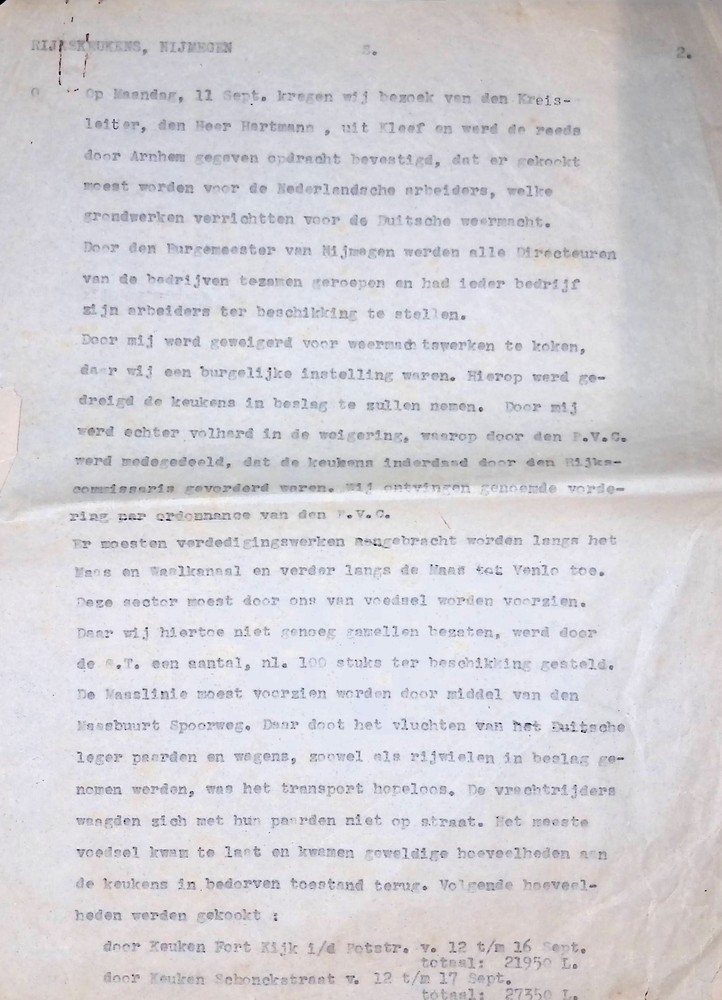 RIJKSKEUKENS, NIJMEGEN S. 2.
Op Maandag, 11 Sept. kregen wij bezoek van den Kreis-
leiter, den Heer Hartmann , uit Kleef en werd de reeds
door Arnhem gegeven opdracht bevestigd, dat er gekookt
moest worden voor de Nederlandsche arbeiders, welke
grondwerken verrichtten voor de Duitsche weermacht.
Door den Burgemeester van Nijmegen werden alle Directeuren
van de bedrijven tezamen geroepen en had ieder bedrijf
zijn arbeiders ter beschikking te stellen.
Door mij werd geweigerd voor weermachtswerken te koken,
daar wij een burgelijke instelling waren. Hierop werd ge-
dreigd de keukens in beslag te zullen nemen. Door mij
werd echter volhard in de weigering, waarop door den P.V.C.
werd medegedeeld, dat de keukens inderdaad door den Rijks-
commissaris gevorderd waren. Wij ontvingen genoemde vorde-
ring par ordonnance van den P.V.C.
Er moesten verdedigingswerken aangebracht worden langs het
Maas en Waalkanaal en verder langs de Maas tot Venlo toe.
Deze sector moest door ons van voedsel worden voorzien.
Daar wij hiertoe niet genoeg gamellen bezaten, werd door
de O.T. een aantal, nl. 100 stuks ter beschikking gesteld.
De Maaslinie moest voorzien worden door middel van den
Maasbuurt Spoorweg. Daar doot het vluchten van het Duitsche
leger paarden en wagens, zoowel als rijwielen in beslag ge-
nomen werden, was het transport hopeloos. De vrachtrijders
waagden zich met hun paarden niet op straat. Het meeste
voedsel kwam te laat en kwamen geweldige hoeveelheden aan
de keukens in bedorven toestand terug. Volgende hoeveel-
heden werden gekookt :
door Keuken Fort Kijk i/d Potstr. v. 12 t/m 16 Sept.
totaal: 21950 L.
door Keuken Schonckstraat v. 12 t/m 17 Sept.
totaal: 27350 L.